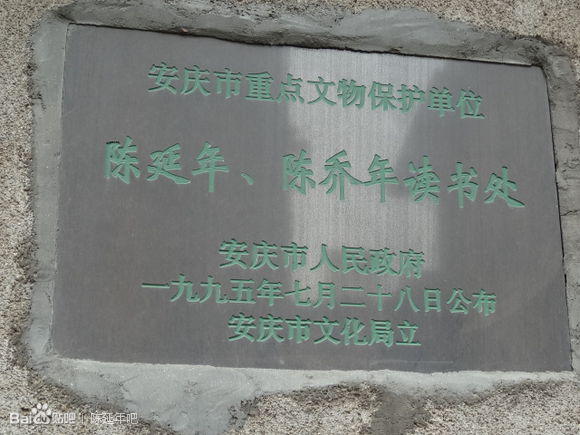 安庆市重点文物保护单位
陈延年、陈乔年读书处
安庆市人民政府
一九九五年七月二十八日公布
安庆市文化局立
Bai贴吧 | 陈延年吧